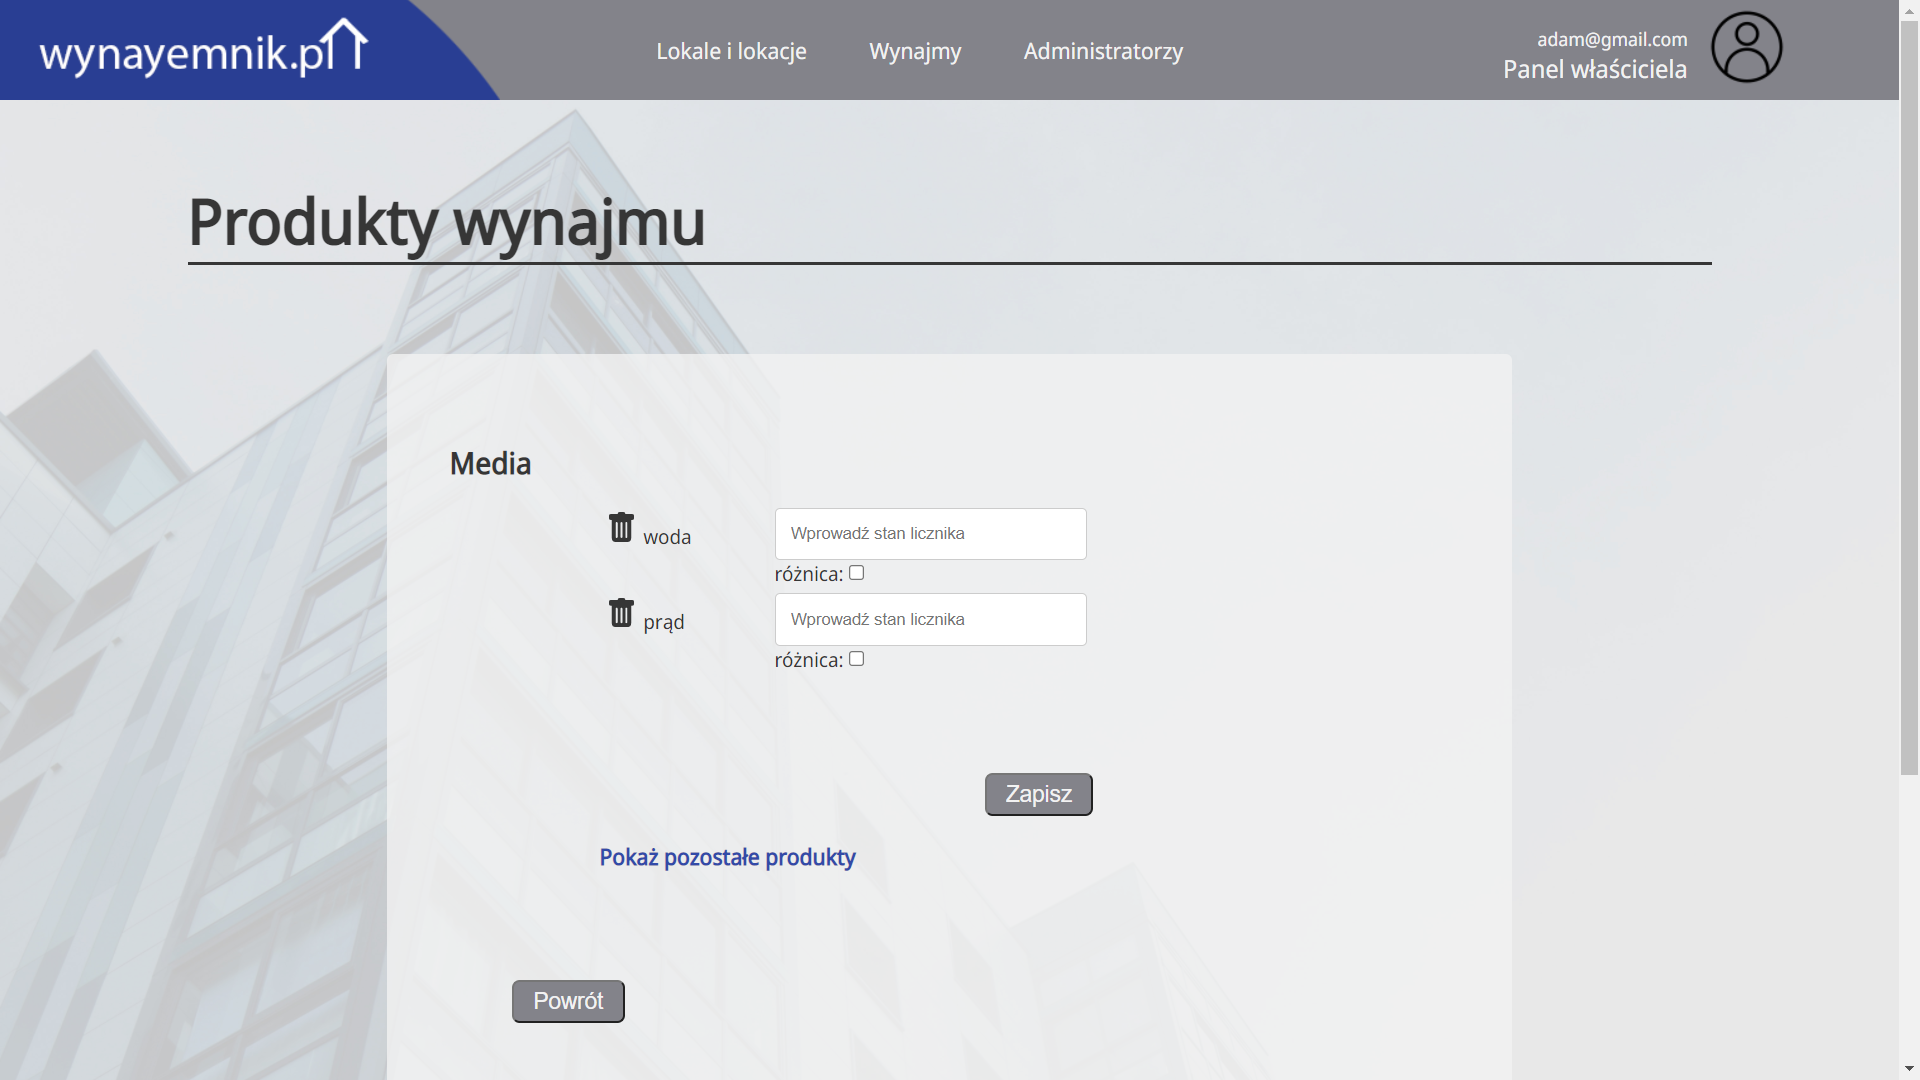 wynayemnik.pl
Lokale i lokacje
Wynajmy
Administratorzy
adam@gmail.com
Panel właściciela
Produkty wynajmu
Media
woda
Wprowadź stan licznika
różnica:
prąd
Wprowadź stan licznika
różnica:
Zapisz
Pokaż pozostałe produkty
Powrót